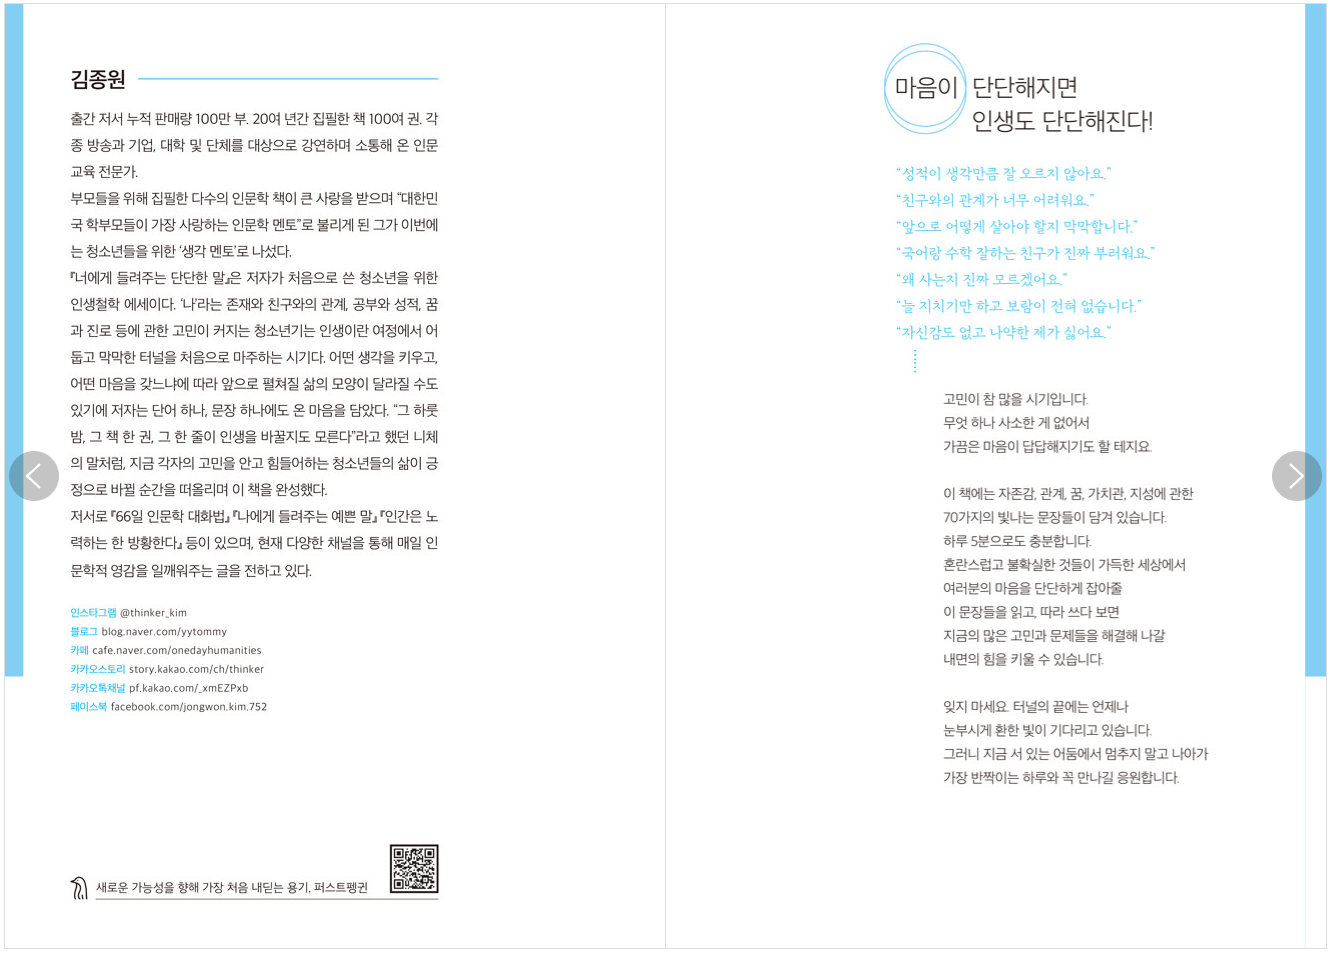 김종원
출간 저서 누적 판매량 100만 부. 20여 년간 집필한 책 100여 권. 각
종 방송과 기업, 대학 및 단체를 대상으로 강연하며 소통해 온 인문
교육 전문가.
부모들을 위해 집필한 다수의 인문학 책이 큰 사랑을 받으며 “대한민
국 학부모들이 가장 사랑하는 인문학 멘토”로 불리게 된 그가 이번에
는 청소년들을 위한 ‘생각 멘토’로 나섰다.
『너에게 들려주는 단단한 말』은 저자가 처음으로 쓴 청소년을 위한
인생철학 에세이다. ‘나’라는 존재와 친구와의 관계, 공부와 성적, 꿈
과 진로 등에 관한 고민이 커지는 청소년기는 인생이란 여정에서 어
둡고 막막한 터널을 처음으로 마주하는 시기다. 어떤 생각을 키우고,
어떤 마음을 갖느냐에 따라 앞으로 펼쳐질 삶의 모양이 달라질 수도
있기에 저자는 단어 하나, 문장 하나에도 온 마음을 담았다. “그 하룻
밤, 그 책 한 권, 그 한 줄이 인생을 바꿀지도 모른다”라고 했던 니체
의 말처럼, 지금 각자의 고민을 안고 힘들어하는 청소년들의 삶이 긍
정으로 바뀔 순간을 떠올리며 이 책을 완성했다.
저서로 『66일 인문학 대화법』 『나에게 들려주는 예쁜 말』 『인간은 노
력하는 한 방황한다』 등이 있으며, 현재 다양한 채널을 통해 매일 인
문학적 영감을 일깨워주는 글을 전하고 있다.
인스타그램 @thinker_kim
블로그 blog.naver.com/yytommy
카페 cafe.naver.com/onedayhumanities
카카오스토리 story.kakao.com/ch/thinker
카카오톡채널 pf.kakao.com/_xmEZPxb
페이스북 facebook.com/jongwon.kim.752
새로운 가능성을 향해 가장 처음 내딛는 용기, 퍼스트펭귄
마음이 단단해지면
인생도 단단해진다!
“성적이 생각만큼 잘 오르지 않아요.”
“친구와의 관계가 너무 어려워요.”
“앞으로 어떻게 살아야 할지 막막합니다.”
“국어랑 수학 잘하는 친구가 진짜 부러워요.”
“왜 사는지 진짜 모르겠어요.”
“늘 지치기만 하고 보람이 전혀 없습니다.”
“자신감도 없고 나약한 제가 싫어요.”
고민이 참 많을 시기입니다.
무엇 하나 사소한 게 없어서
가끔은 마음이 답답해지기도 할 테지요.
이 책에는 자존감, 관계, 꿈, 가치관, 지성에 관한
70가지의 빛나는 문장들이 담겨 있습니다.
하루 5분으로도 충분합니다.
혼란스럽고 불확실한 것들이 가득한 세상에서
여러분의 마음을 단단하게 잡아줄
이 문장들을 읽고, 따라 쓰다 보면
지금의 많은 고민과 문제들을 해결해 나갈
내면의 힘을 키울 수 있습니다.
잊지 마세요. 터널의 끝에는 언제나
눈부시게 환한 빛이 기다리고 있습니다.
그러니 지금 서 있는 어둠에서 멈추지 말고 나아가
가장 반짝이는 하루와 꼭 만나길 응원합니다.